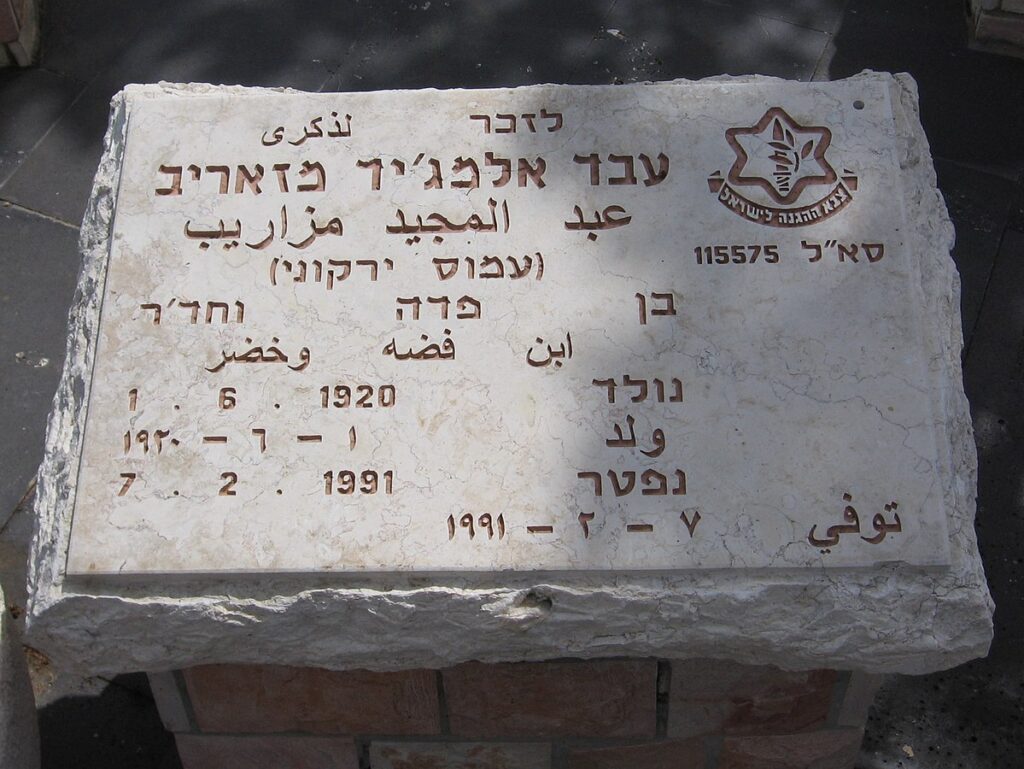 לזכר لذكرى
עבד אלמג׳יד מזאריב
عبد المجيد مزاريب
(עמוס ירקוני)
בן פדה וחד׳ר
ابن فضه وخضر
נולד 1 . 6 . 1920
ولد ١ – ٦ – ١٩٢٠
נפטר 7 . 2 . 1991
توفي ٧ – ٢ – ١٩٩١
צבא ההגנה לישראל
סא״ל 115575